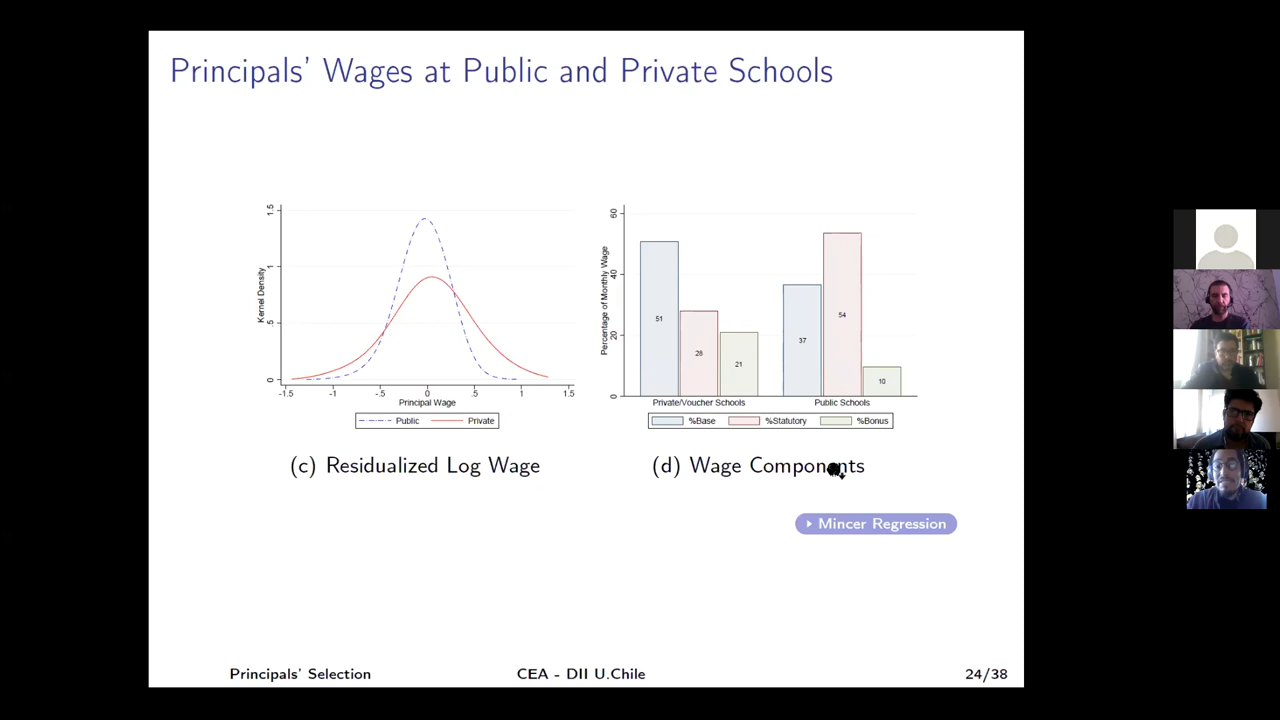 Principals' Wages at Public and Private Schools
1.5
1
.5
0
Kernel Density
-1.5 -1 -.5 0 .5 1 1.5
Principal Wage
Public Private
(c) Residualized Log Wage
60
40
20
0
Percentage of Monthly Wage
51 28 21 37 54 10
Private/Voucher Schools Public Schools
%Base %Statutory %Bonus
(d) Wage Components
Mincer Regression
Principals' Selection CEA - DII U.Chile 24/38